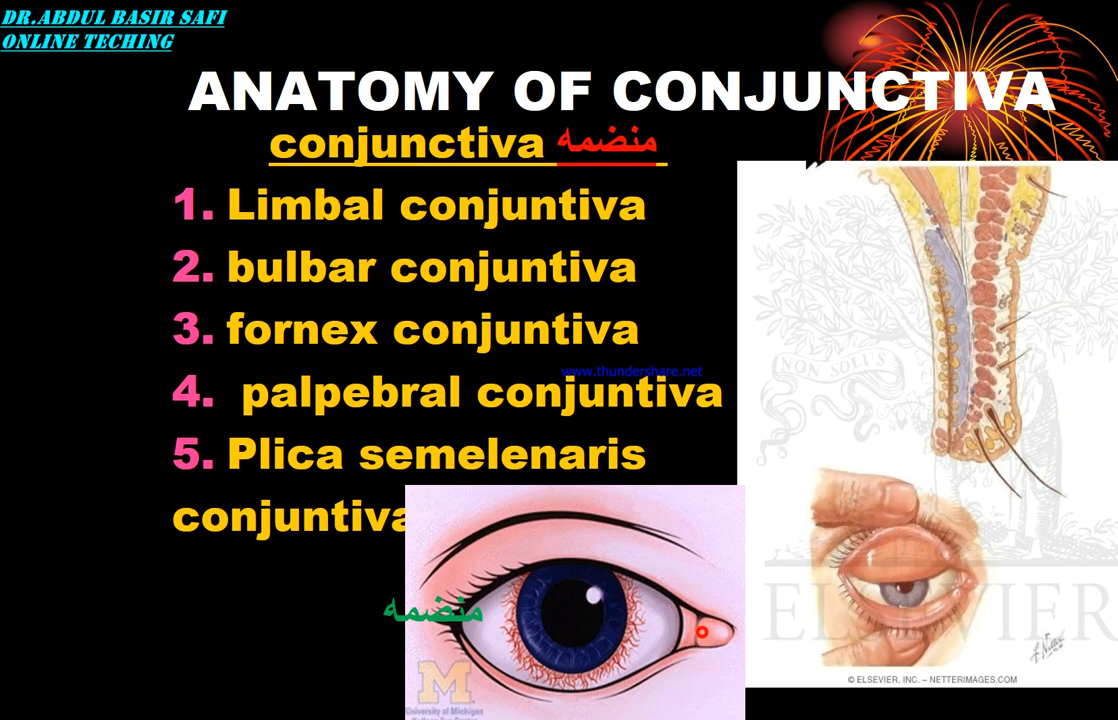 DR.ABDUL BASIR SAFI
ONLINE TECHING
ANATOMY OF CONJUNCTIVA
conjunctiva منضمه
1. Limbal conjuntiva
2. bulbar conjuntiva
3. fornex conjuntiva
www.thundershare.net
4. palpebral conjuntiva
5. Plica semelenaris
conjuntiva
منضمه
NON SOLUS
ELSEVIER
F. Netter
© ELSEVIER, INC. – NETTERIMAGES.COM
M
University of Michigan